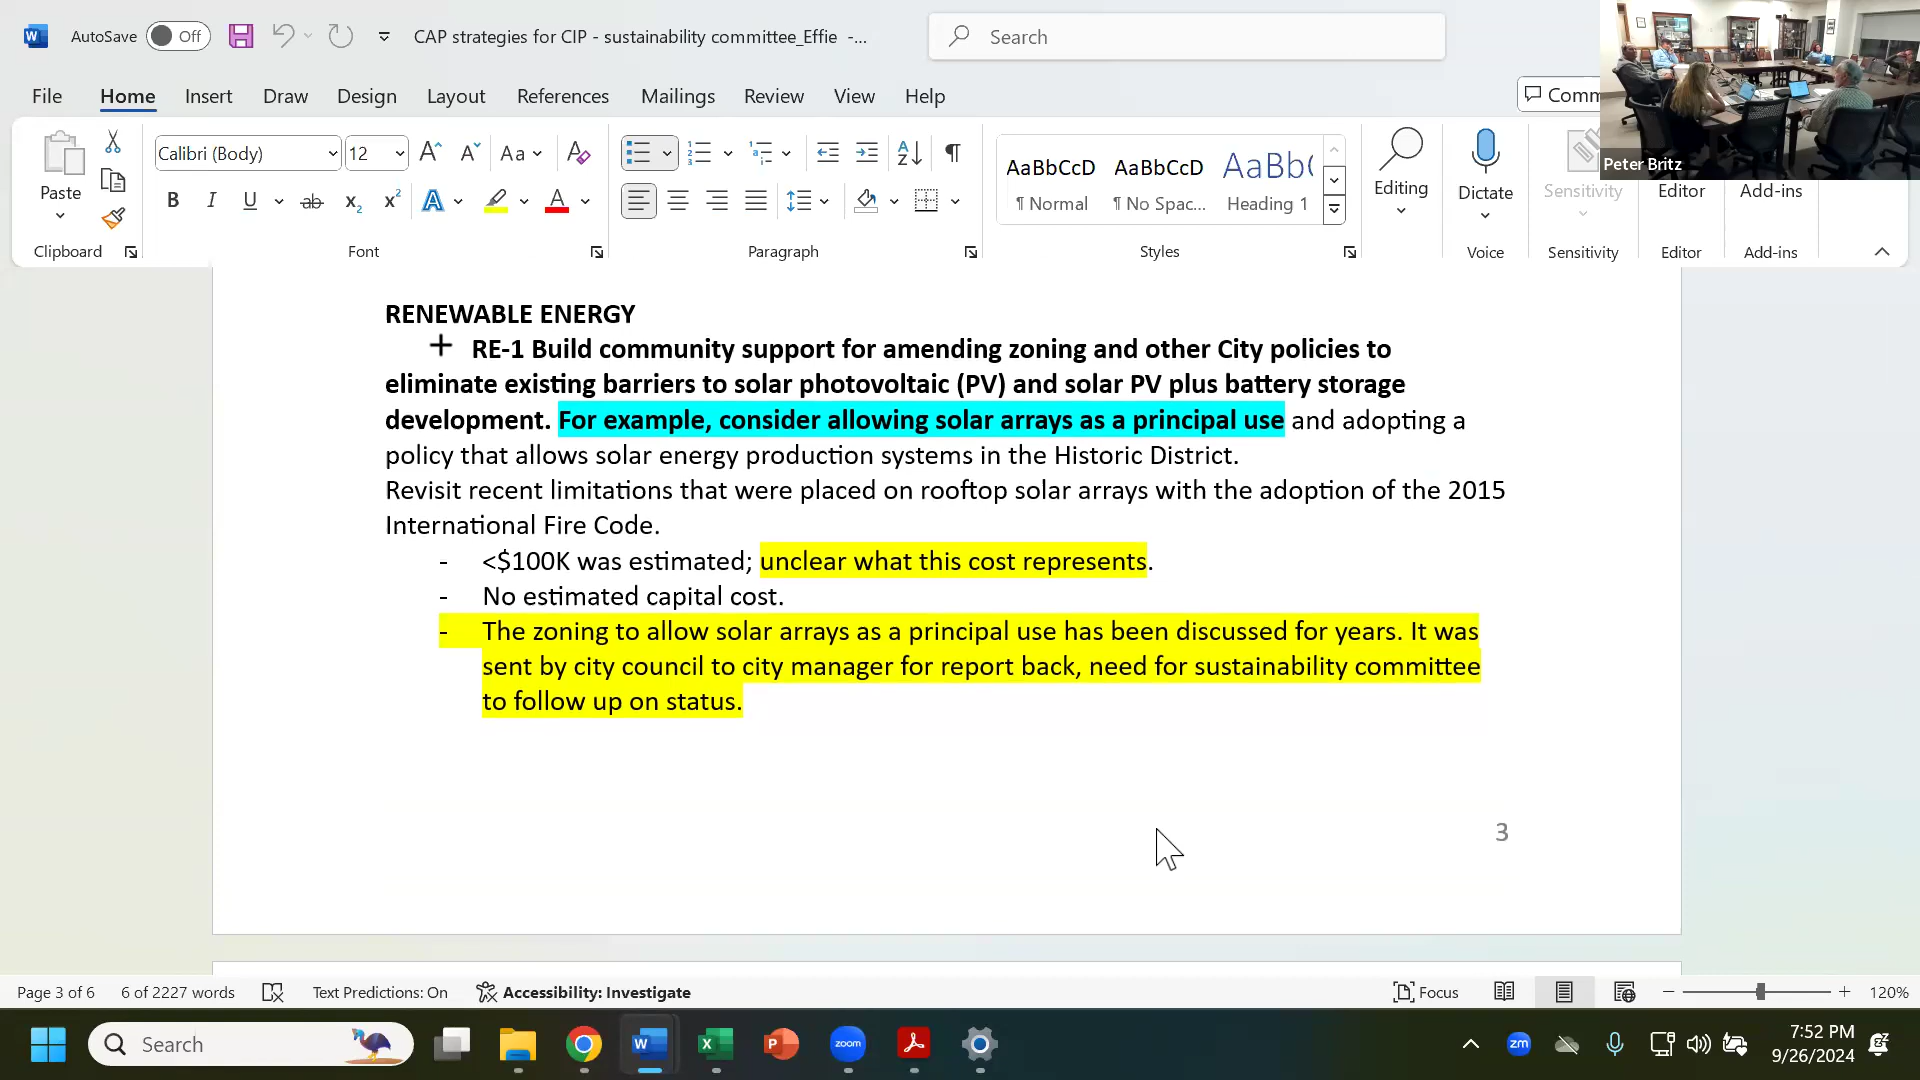 AutoSave Off CAP strategies for CIP - sustainability committee_Effie -... Search
File Home Insert Draw Design Layout References Mailings Review View Help Comm
Paste Calibri (Body) 12 Aa AaBbCcD AaBbCcD AaBb( Editing Dictate Sensitivity Editor Add-ins
¶ Normal ¶ No Spac... Heading 1
Clipboard Font Paragraph Styles Voice Sensitivity Editor Add-ins
Peter Britz
RENEWABLE ENERGY
+ RE-1 Build community support for amending zoning and other City policies to
eliminate existing barriers to solar photovoltaic (PV) and solar PV plus battery storage
development. For example, consider allowing solar arrays as a principal use and adopting a
policy that allows solar energy production systems in the Historic District.
Revisit recent limitations that were placed on rooftop solar arrays with the adoption of the 2015
International Fire Code.
- <$100K was estimated; unclear what this cost represents.
- No estimated capital cost.
- The zoning to allow solar arrays as a principal use has been discussed for years. It was
sent by city council to city manager for report back, need for sustainability committee
to follow up on status.
3
Page 3 of 6 6 of 2227 words Text Predictions: On Accessibility: Investigate Focus 120%
Search zoom zm 7:52 PM
9/26/2024